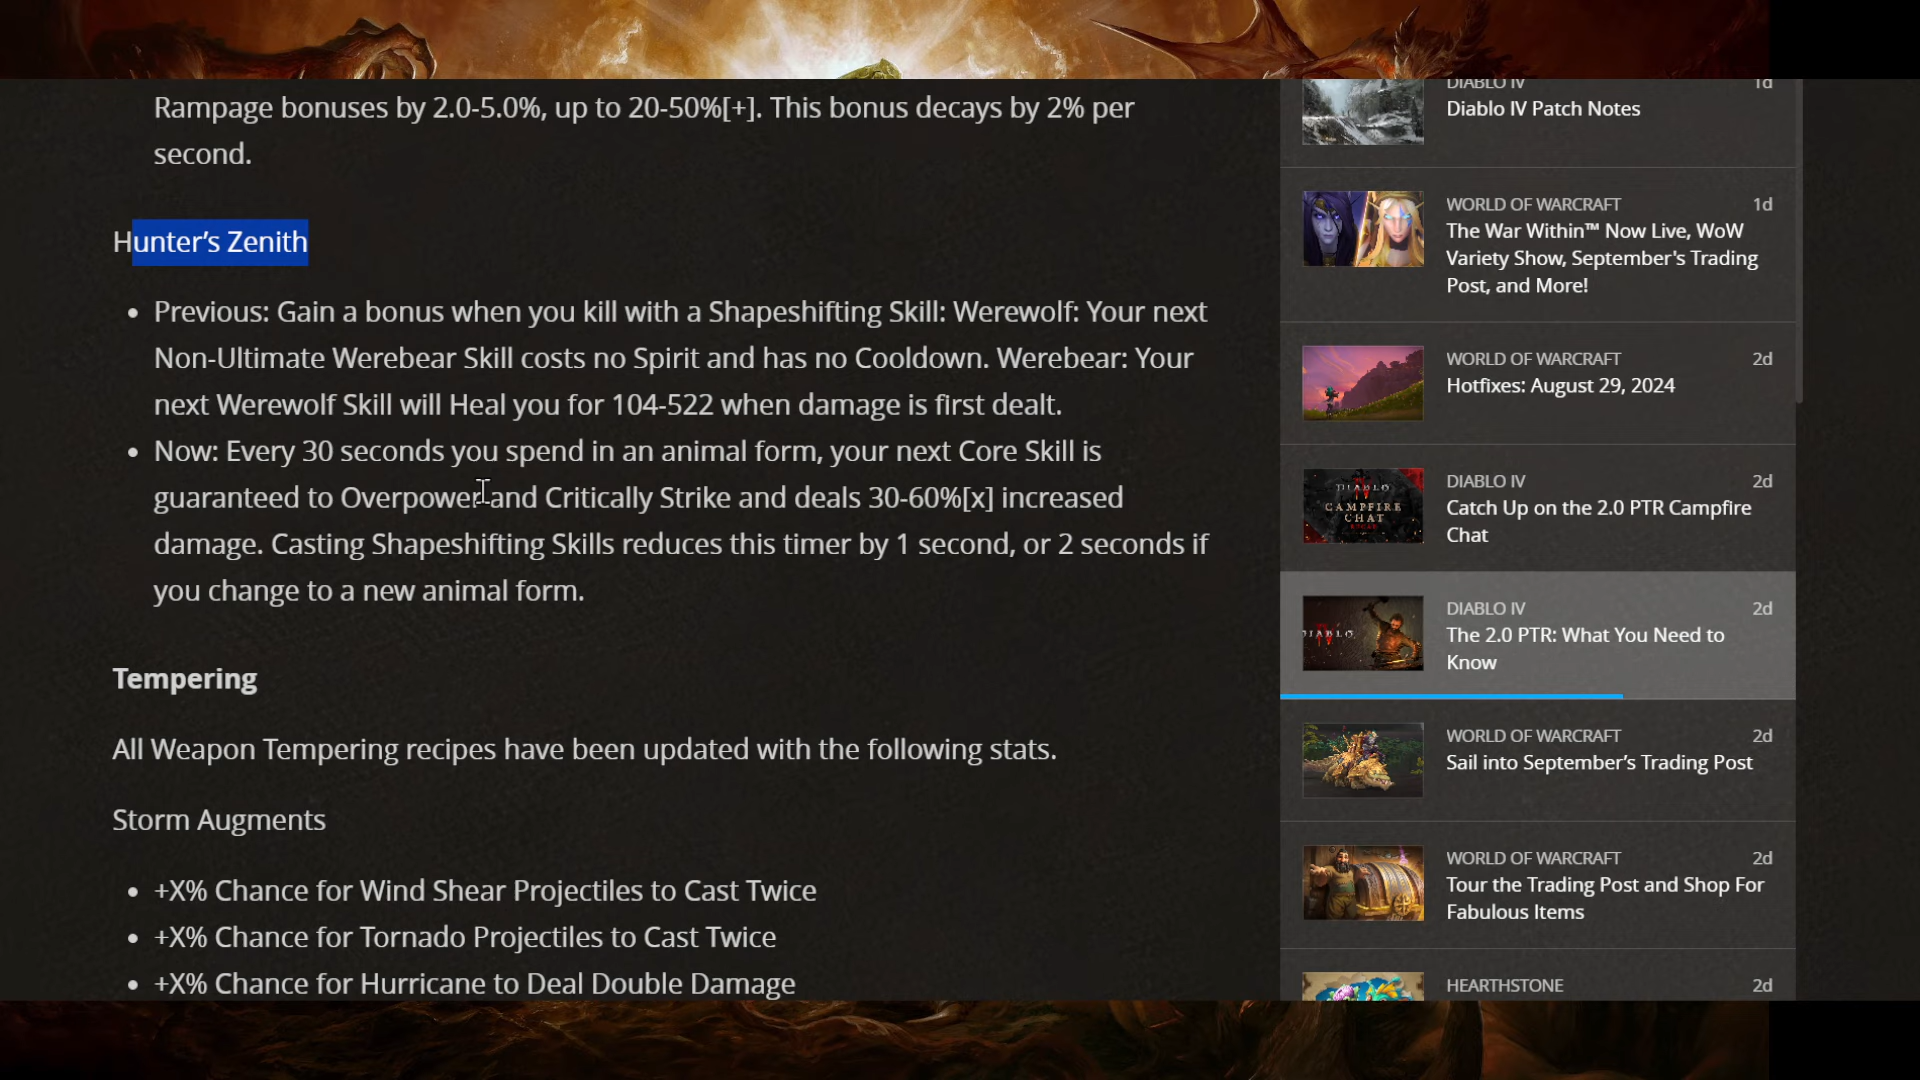 Rampage bonuses by 2.0-5.0%, up to 20-50%[+]. This bonus decays by 2% per
second.
Hunter’s Zenith
• Previous: Gain a bonus when you kill with a Shapeshifting Skill: Werewolf: Your next
Non-Ultimate Werebear Skill costs no Spirit and has no Cooldown. Werebear: Your
next Werewolf Skill will Heal you for 104-522 when damage is first dealt.
• Now: Every 30 seconds you spend in an animal form, your next Core Skill is
guaranteed to Overpower and Critically Strike and deals 30-60%[x] increased
damage. Casting Shapeshifting Skills reduces this timer by 1 second, or 2 seconds if
you change to a new animal form.
Tempering
All Weapon Tempering recipes have been updated with the following stats.
Storm Augments
• +X% Chance for Wind Shear Projectiles to Cast Twice
• +X% Chance for Tornado Projectiles to Cast Twice
• +X% Chance for Hurricane to Deal Double Damage
DIABLO IV 1d
Diablo IV Patch Notes
WORLD OF WARCRAFT 1d
The War Within™ Now Live, WoW
Variety Show, September's Trading
Post, and More!
WORLD OF WARCRAFT 2d
Hotfixes: August 29, 2024
DIABLO
CAMPFIRE
CHAT
DIABLO IV 2d
Catch Up on the 2.0 PTR Campfire
Chat
DIABLO IV
DIABLO IV 2d
The 2.0 PTR: What You Need to
Know
WORLD OF WARCRAFT 2d
Sail into September’s Trading Post
WORLD OF WARCRAFT 2d
Tour the Trading Post and Shop For
Fabulous Items
HEARTHSTONE 2d